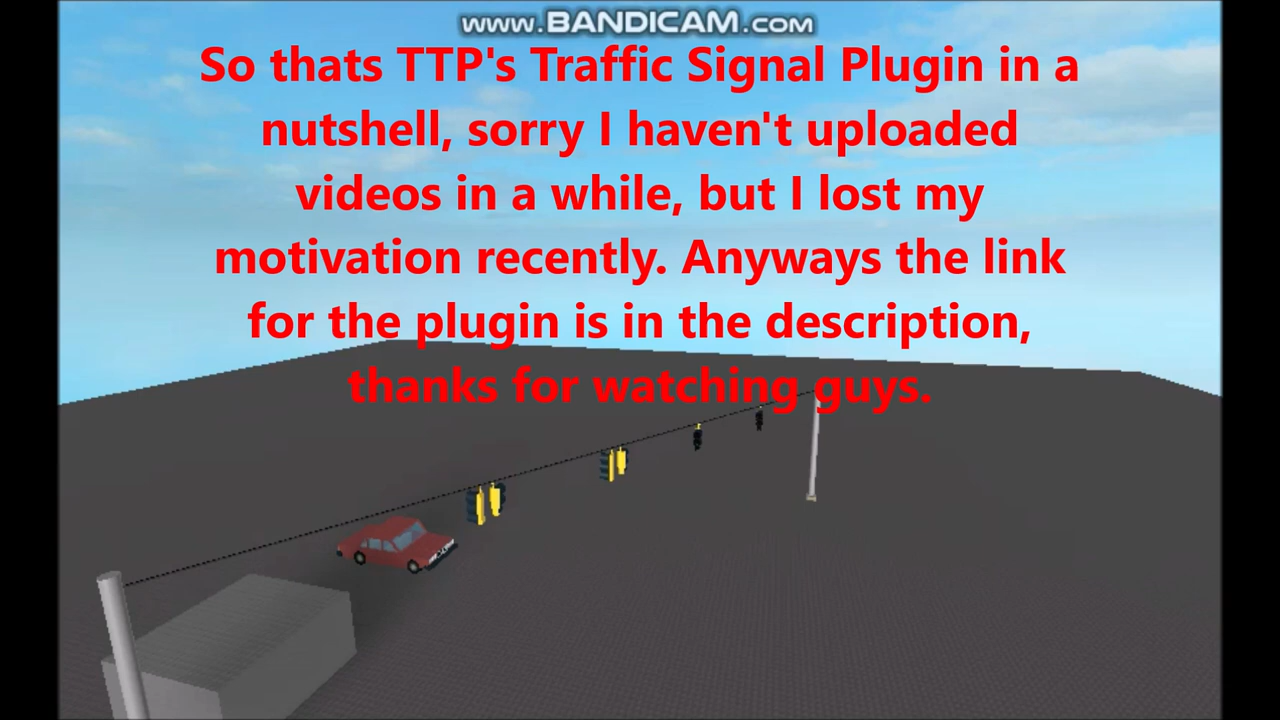 www.BANDICAM.com
So thats TTP's Traffic Signal Plugin in a
nutshell, sorry I haven't uploaded
videos in a while, but I lost my
motivation recently. Anyways the link
for the plugin is in the description,
thanks for watching guys.